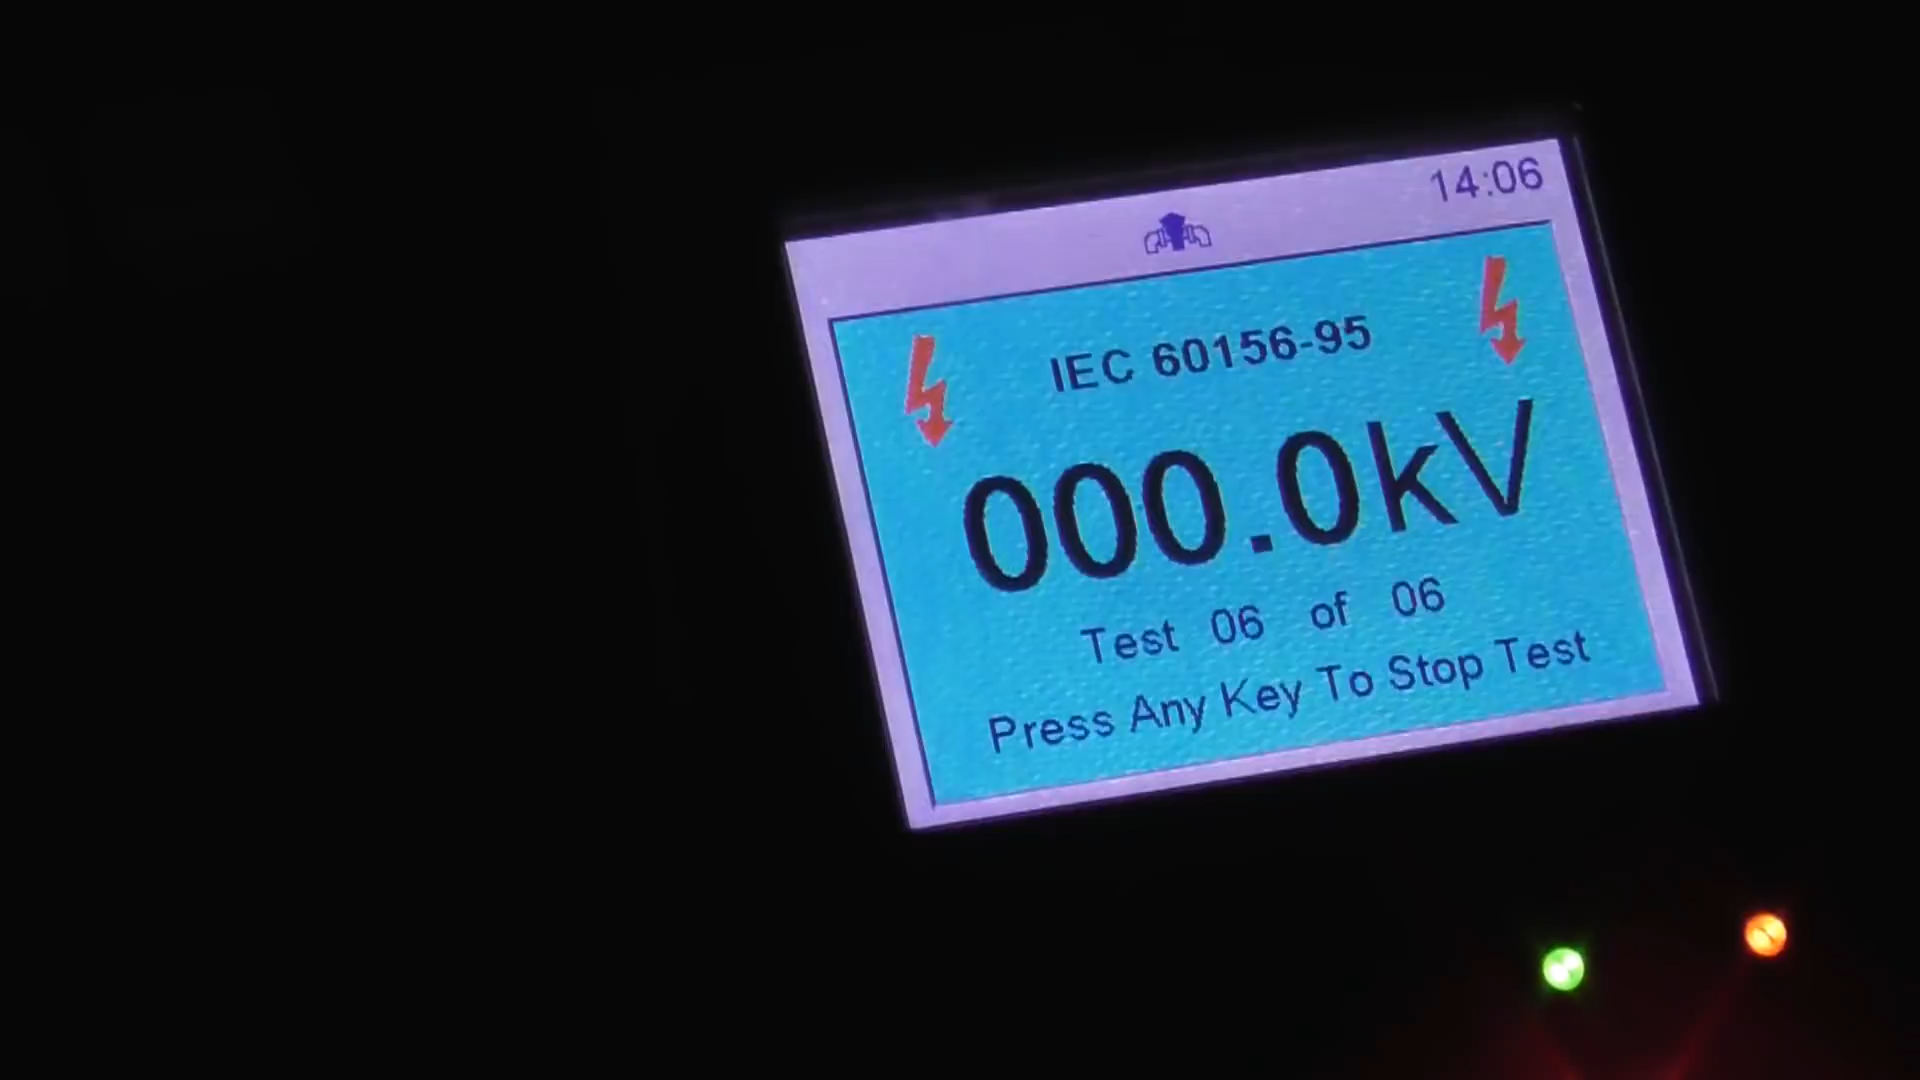 14:06
IEC 60156-95
000.0kV
Test 06 of 06
Press Any Key To Stop Test